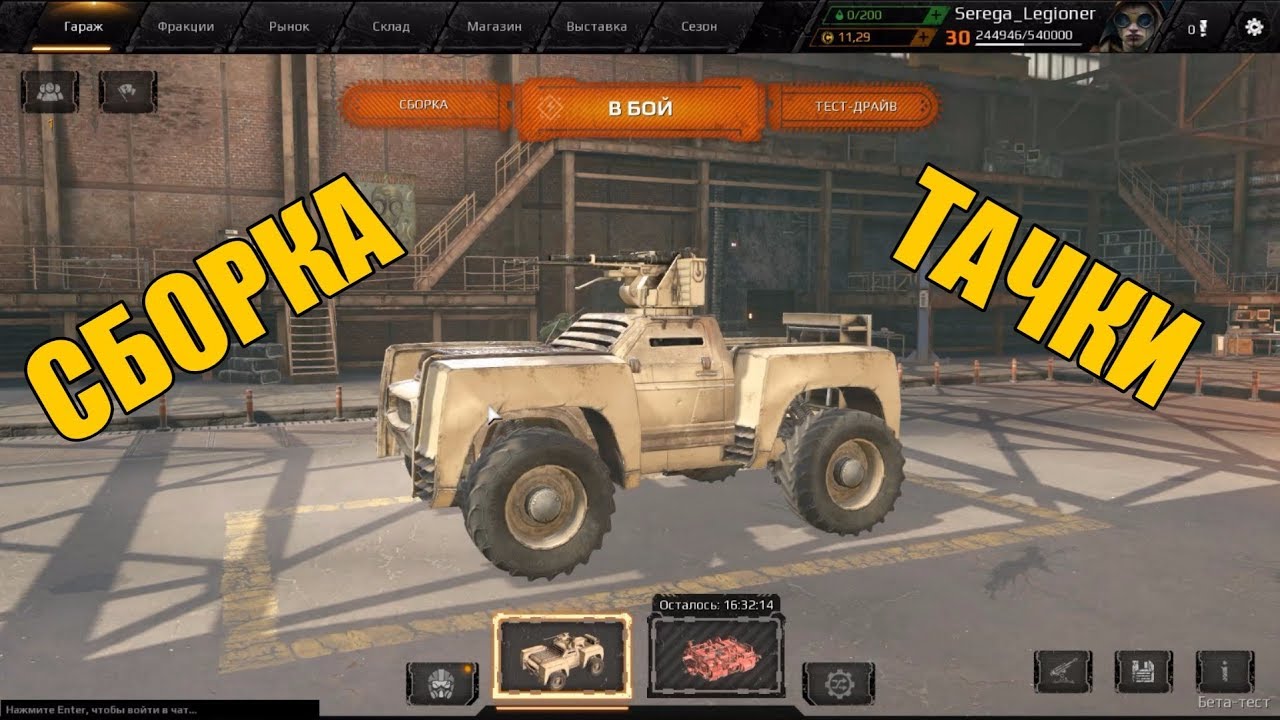 Гараж
Фракции
Рынок
Склад
Магазин
Выставка
Сезон
0/200
11,29
Serega_Legioner
30 244946/540000
0
СБОРКА
В БОЙ
ТЕСТ-ДРАЙВ
СБОРКА
ТАЧКИ
Осталось: 16:32:14
Нажмите Enter, чтобы войти в чат...
Бета-тест